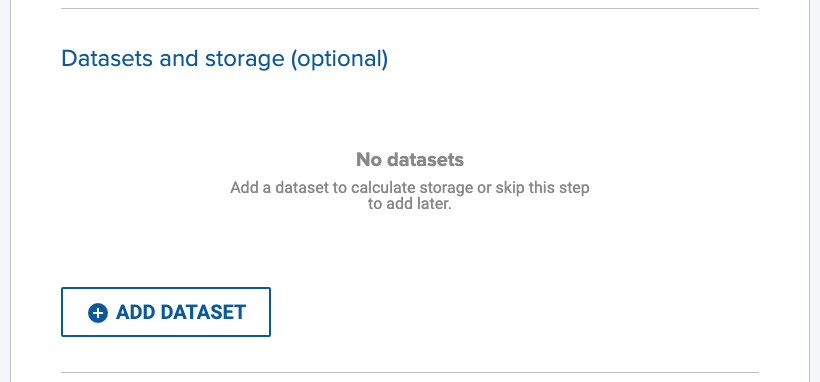 Datasets and storage (optional)
No datasets
Add a dataset to calculate storage or skip this step
to add later.
ADD DATASET